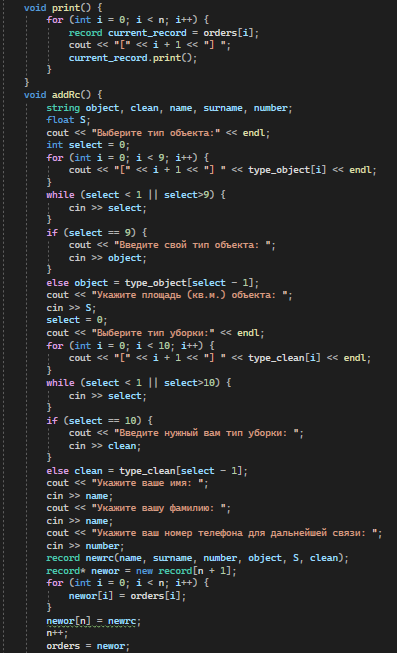 void print() {
for (int i = 0; i < n; i++) {
record current_record = orders[i];
cout << "[" << i + 1 << "] ";
current_record.print();
}
}
void addRc() {
string object, clean, name, surname, number;
float S;
cout << "Выберите тип объекта:" << endl;
int select = 0;
for (int i = 0; i < 9; i++) {
cout << "[" << i + 1 << "] " << type_object[i] << endl;
}
while (select < 1 || select>9) {
cin >> select;
}
if (select == 9) {
cout << "Введите свой тип объекта: ";
cin >> object;
}
else object = type_object[select - 1];
cout << "Укажите площадь (кв.м.) объекта: ";
cin >> S;
select = 0;
cout << "Выберите тип уборки:" << endl;
for (int i = 0; i < 10; i++) {
cout << "[" << i + 1 << "] " << type_clean[i] << endl;
}
while (select < 1 || select>10) {
cin >> select;
}
if (select == 10) {
cout << "Введите нужный вам тип уборки: ";
cin >> clean;
}
else clean = type_clean[select - 1];
cout << "Укажите ваше имя: ";
cin >> name;
cout << "Укажите вашу фамилию: ";
cin >> name;
cout << "Укажите ваш номер телефона для дальнейшей связи: ";
cin >> number;
record newrc(name, surname, number, object, S, clean);
record* newor = new record[n + 1];
for (int i = 0; i < n; i++) {
newor[i] = orders[i];
}
newor[n] = newrc;
n++;
orders = newor;